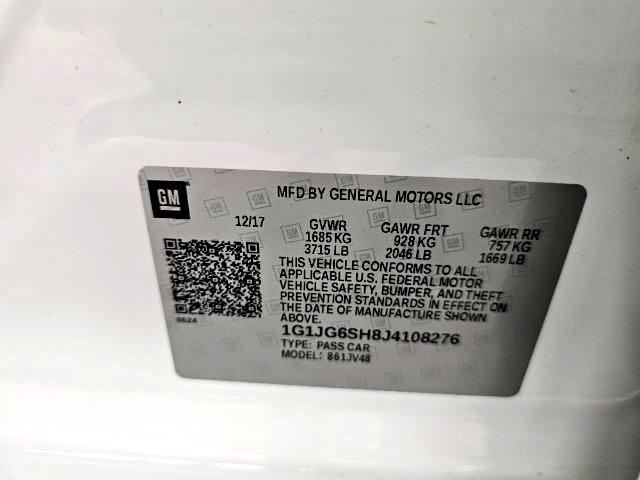 GM
MFD BY GENERAL MOTORS LLC
12/17 GVWR GAWR FRT GAWR RR
1685 KG 928 KG 757 KG
3715 LB 2046 LB 1669 LB
THIS VEHICLE CONFORMS TO ALL
APPLICABLE U.S. FEDERAL MOTOR
VEHICLE SAFETY, BUMPER, AND THEFT
PREVENTION STANDARDS IN EFFECT ON
THE DATE OF MANUFACTURE SHOWN
ABOVE.
8624
1G1JG6SH8J4108276
TYPE: PASS CAR
MODEL: 861JV48